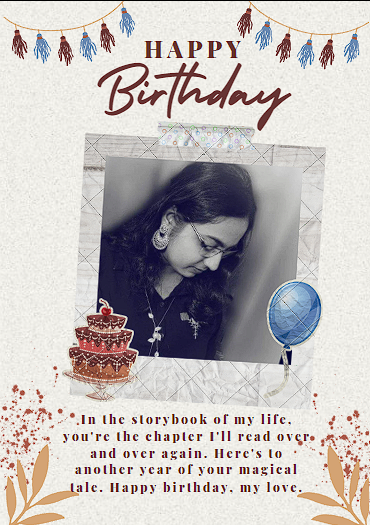 HAPPY
Birthday
In the storybook of my life,
you're the chapter I'll read over
and over again. Here's to
another year of your magical
tale. Happy birthday, my love.